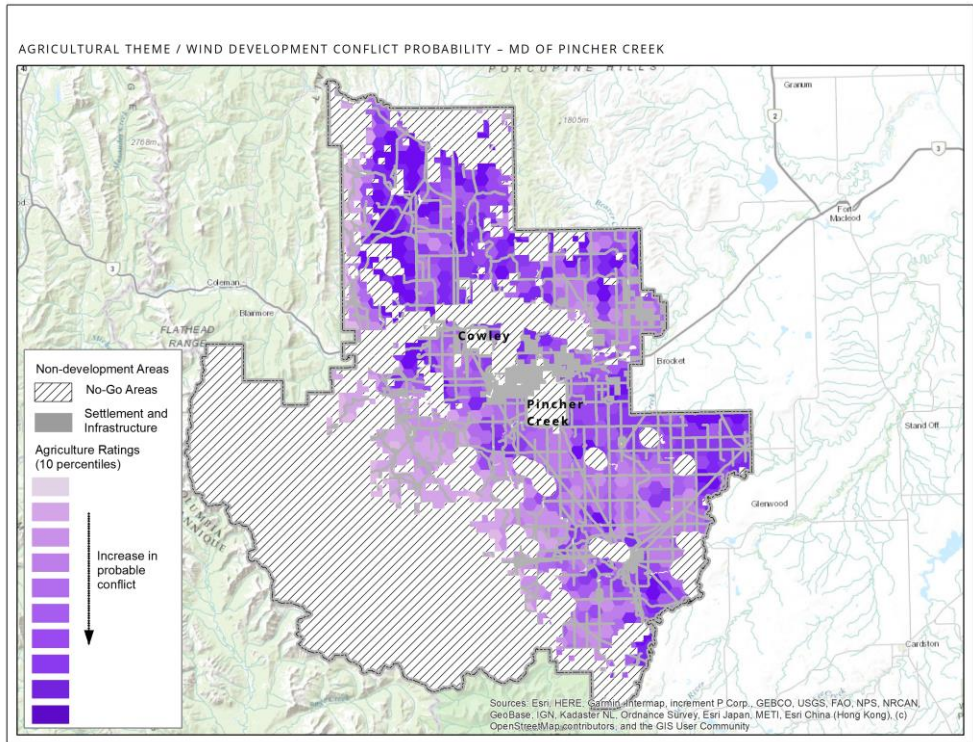 AGRICULTURAL THEME / WIND DEVELOPMENT CONFLICT PROBABILITY – MD OF PINCHER CREEK
PORCUPINE HILLS
Granum
1805m
2768m
2
3
Fort
Macleod
3
Coleman
Blairmore
FLATHEAD
RANGE
Cowley
Brocket
Pincher
Creek
Stand Off
Glenwood
Cardston
Non-development Areas
No-Go Areas
Settlement and
Infrastructure
Agriculture Ratings
(10 percentiles)
Increase in
probable
conflict
Sources: Esri, HERE, Garmin, Intermap, increment P Corp., GEBCO, USGS, FAO, NPS, NRCAN,
GeoBase, IGN, Kadaster NL, Ordnance Survey, Esri Japan, METI, Esri China (Hong Kong), (c)
OpenStreetMap contributors, and the GIS User Community